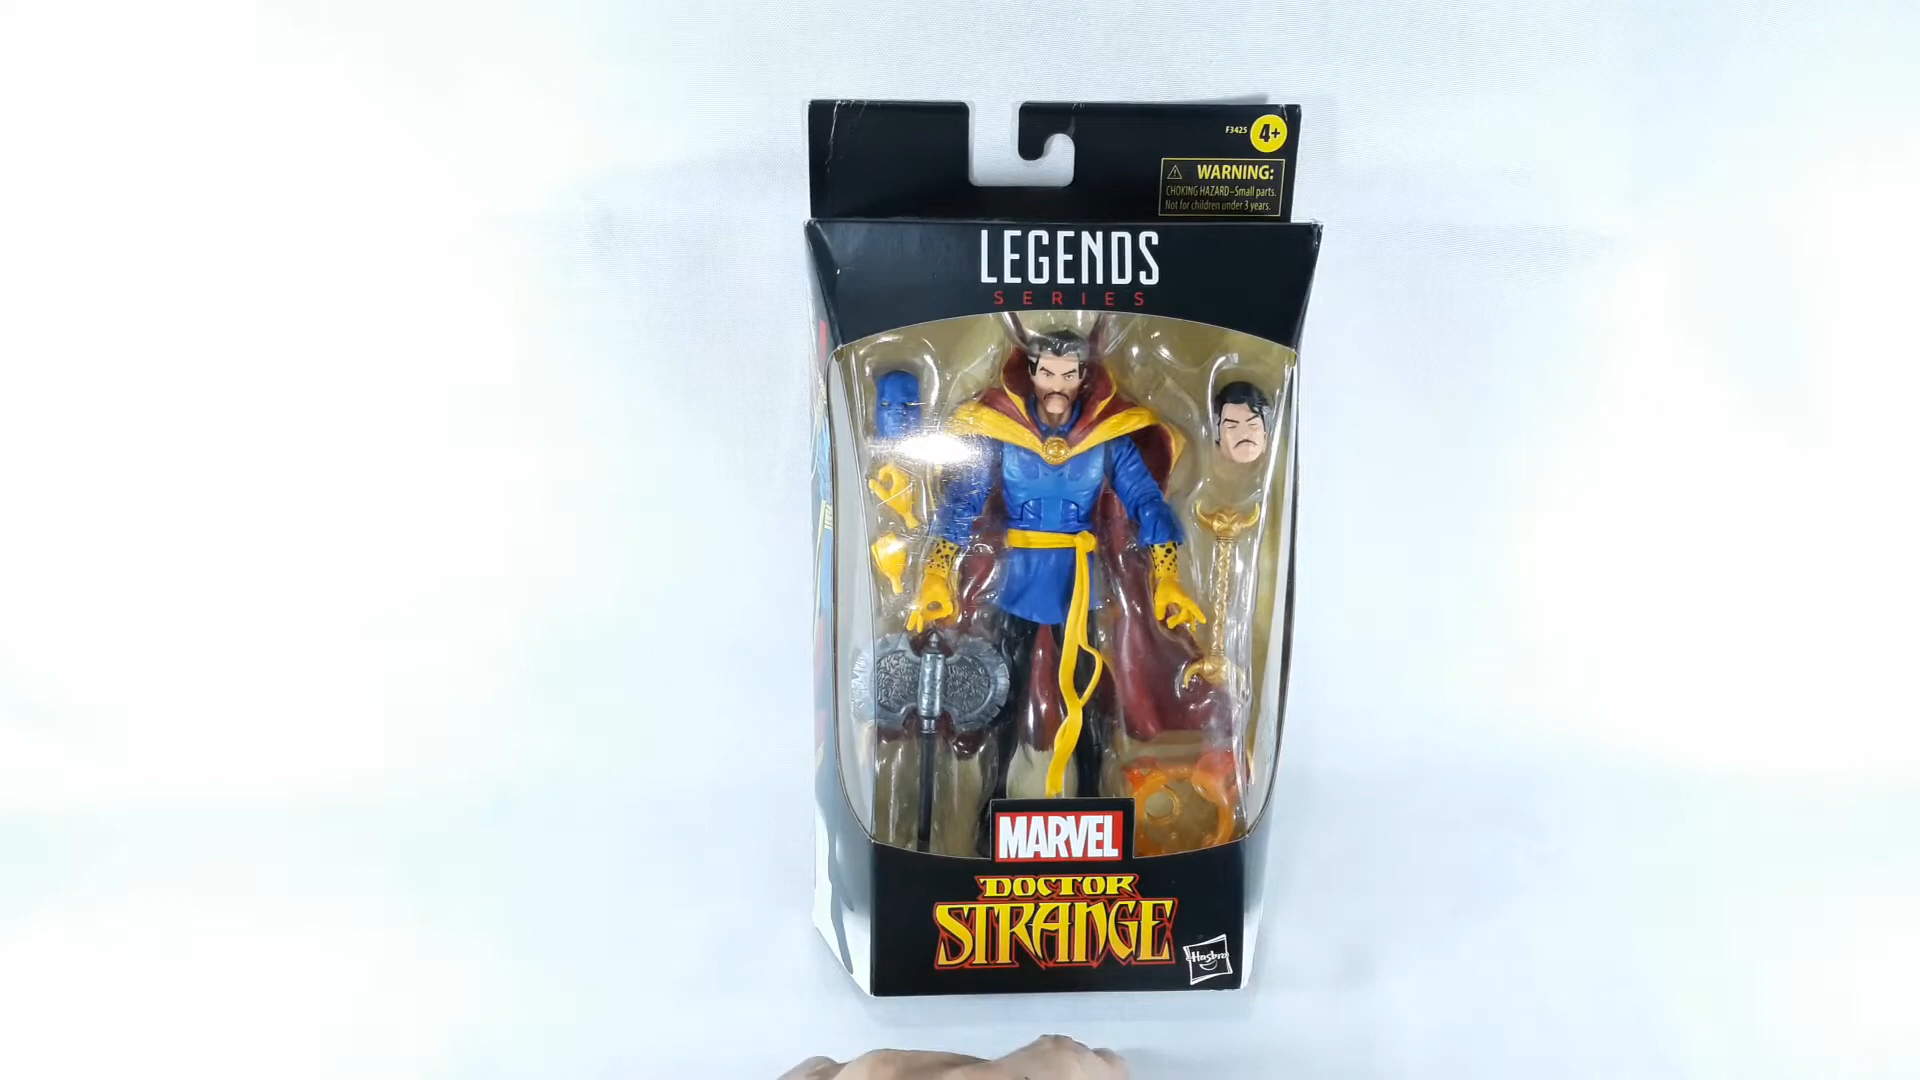 F3425 4+
WARNING:
CHOKING HAZARD–Small parts.
Not for children under 3 years.
LEGENDS
SERIES
MARVEL
DOCTOR
STRANGE
Hasbro